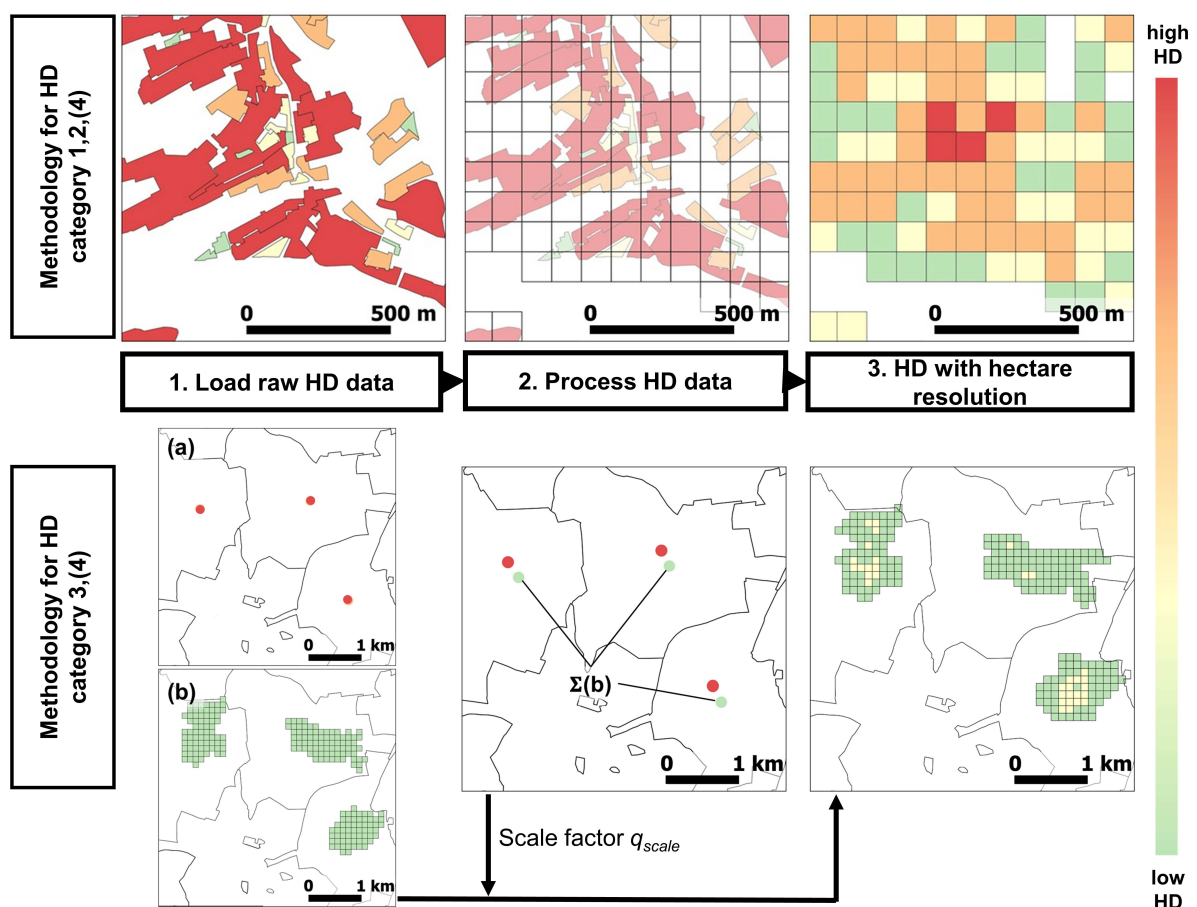 Methodology for HD
category 1,2,(4)
0 500 m
0 500 m
0 500 m
high
HD
1. Load raw HD data
2. Process HD data
3. HD with hectare
resolution
Methodology for HD
category 3,(4)
(a)
0 1 km
(b)
0 1 km
Σ(b)
0 1 km
0 1 km
Scale factor qscale
low
HD